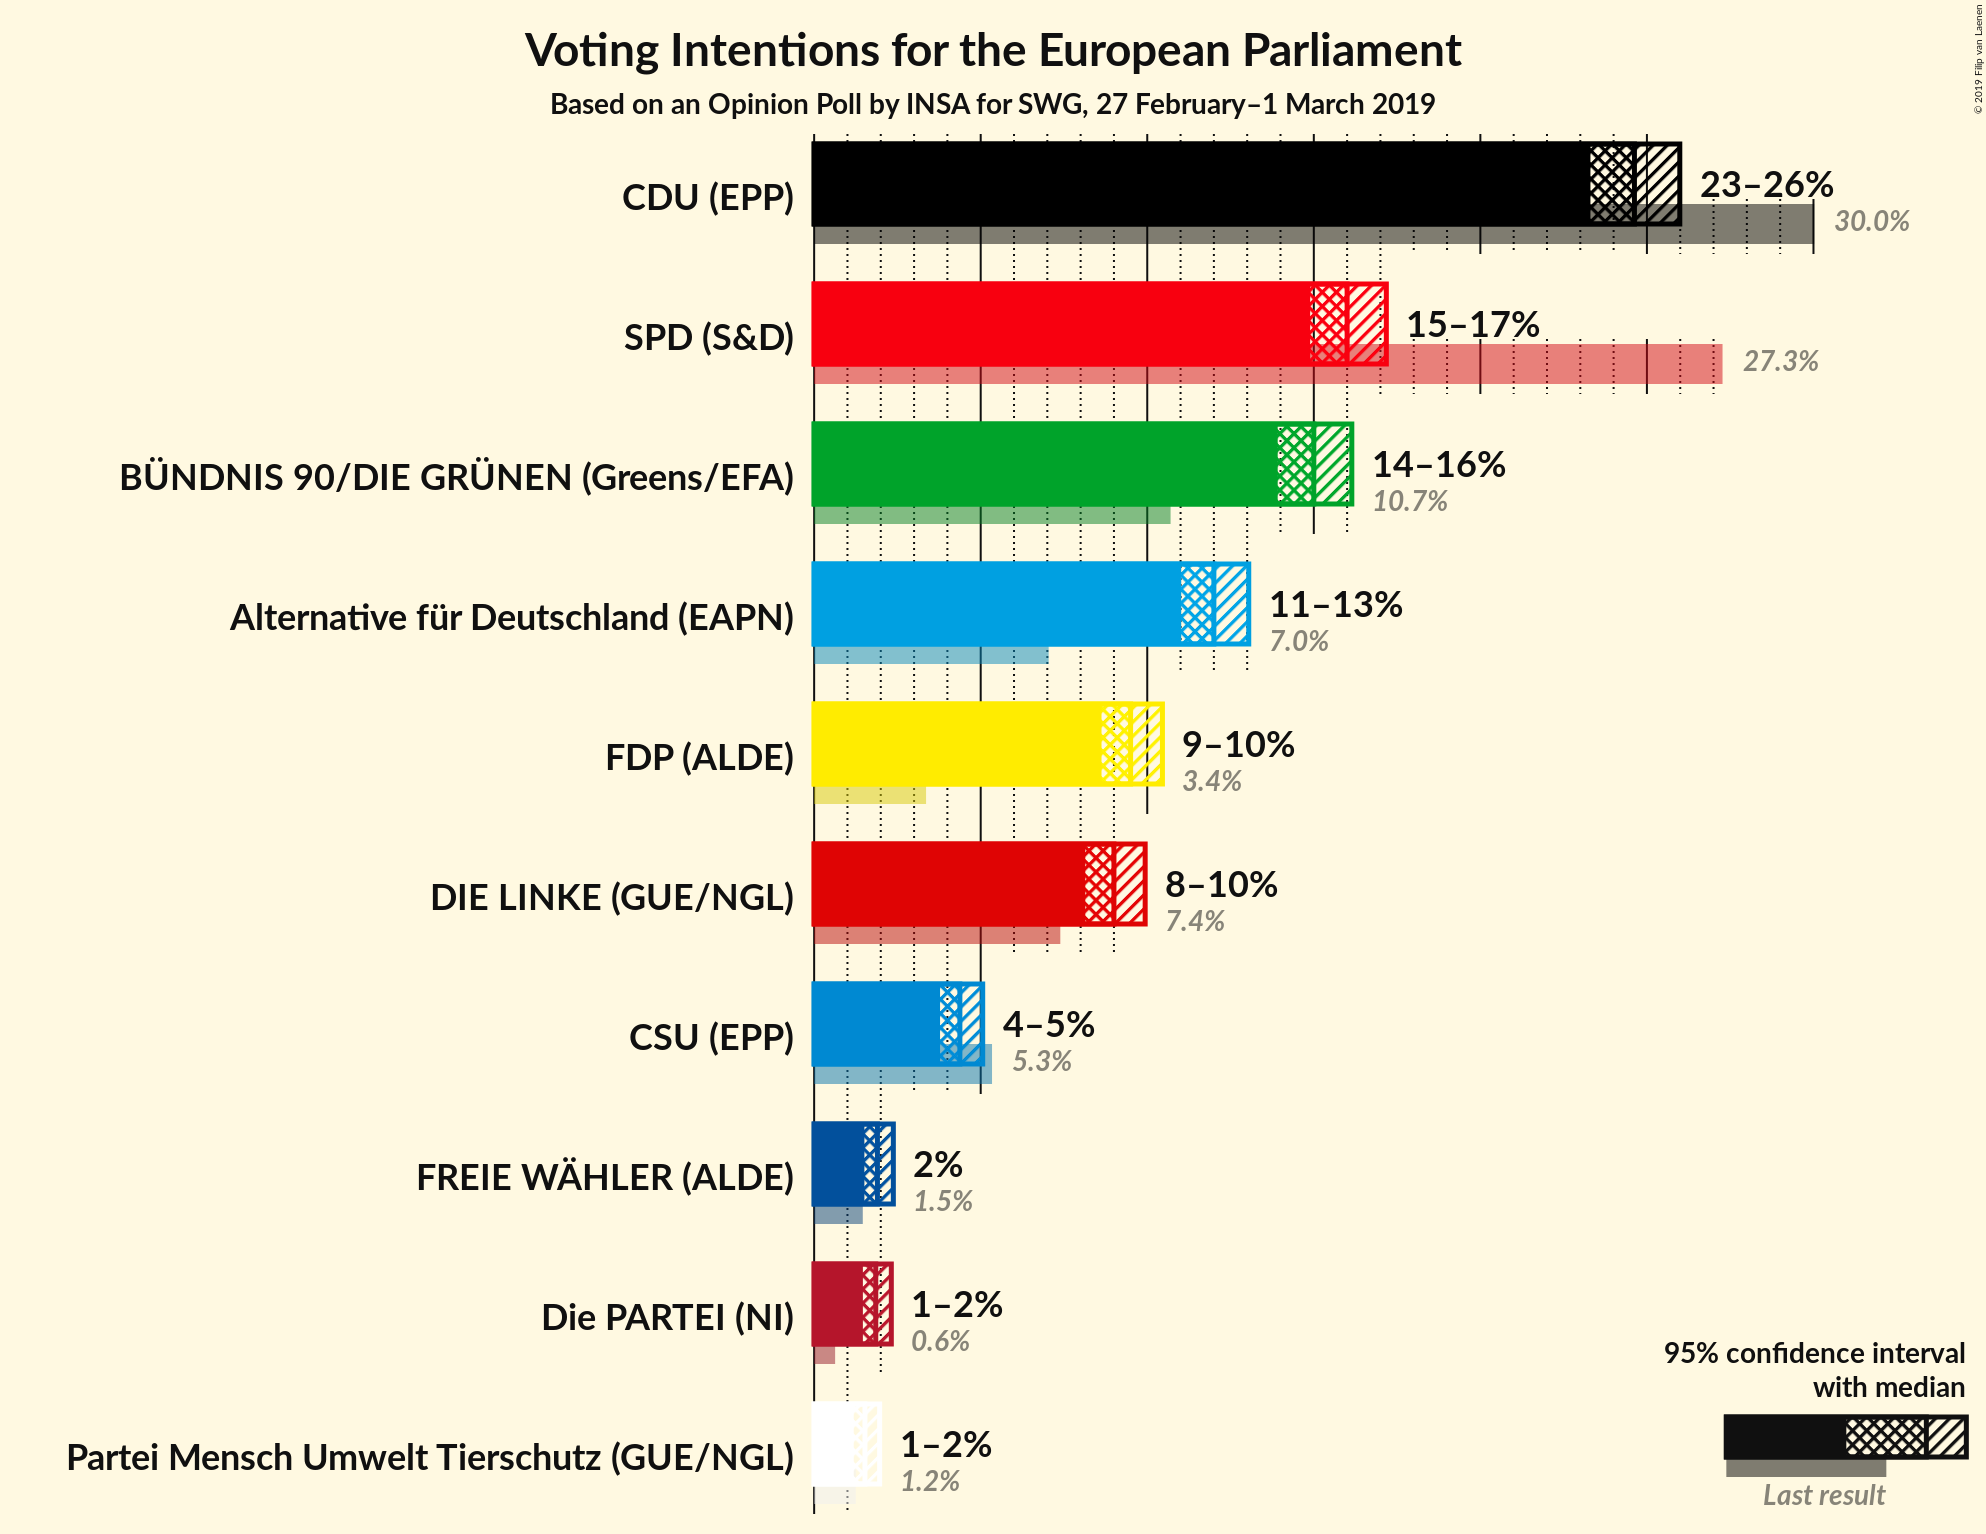 Voting Intentions for the European Parliament
Based on an Opinion Poll by INSA for SWG, 27 February–1 March 2019
© 2019 Filip van Laenen
CDU (EPP)
23–26%
30.0%
SPD (S&D)
15–17%
27.3%
BÜNDNIS 90/DIE GRÜNEN (Greens/EFA)
14–16%
10.7%
Alternative für Deutschland (EAPN)
11–13%
7.0%
FDP (ALDE)
9–10%
3.4%
DIE LINKE (GUE/NGL)
8–10%
7.4%
CSU (EPP)
4–5%
5.3%
FREIE WÄHLER (ALDE)
2%
1.5%
Die PARTEI (NI)
1–2%
0.6%
Partei Mensch Umwelt Tierschutz (GUE/NGL)
1–2%
1.2%
95% confidence interval
with median
Last result